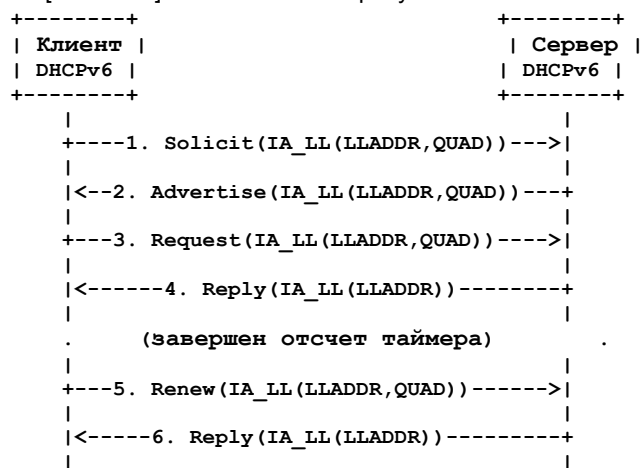 +--------+                              +--------+
| Клиент |                              | Сервер |
| DHCPv6 |                              | DHCPv6 |
+--------+                              +--------+
|                                  |
+----1. Solicit(IA_LL(LLADDR,QUAD))--->|
|                                  |
|<--2. Advertise(IA_LL(LLADDR,QUAD))---+
|                                  |
+---3. Request(IA_LL(LLADDR,QUAD))---->|
|                                  |
|<------4. Reply(IA_LL(LLADDR))--------+
|                                  |
.     (завершен отсчет таймера)     .
|                                  |
+---5. Renew(IA_LL(LLADDR,QUAD))------>|
|                                  |
|<-----6. Reply(IA_LL(LLADDR))---------+
|                                  |